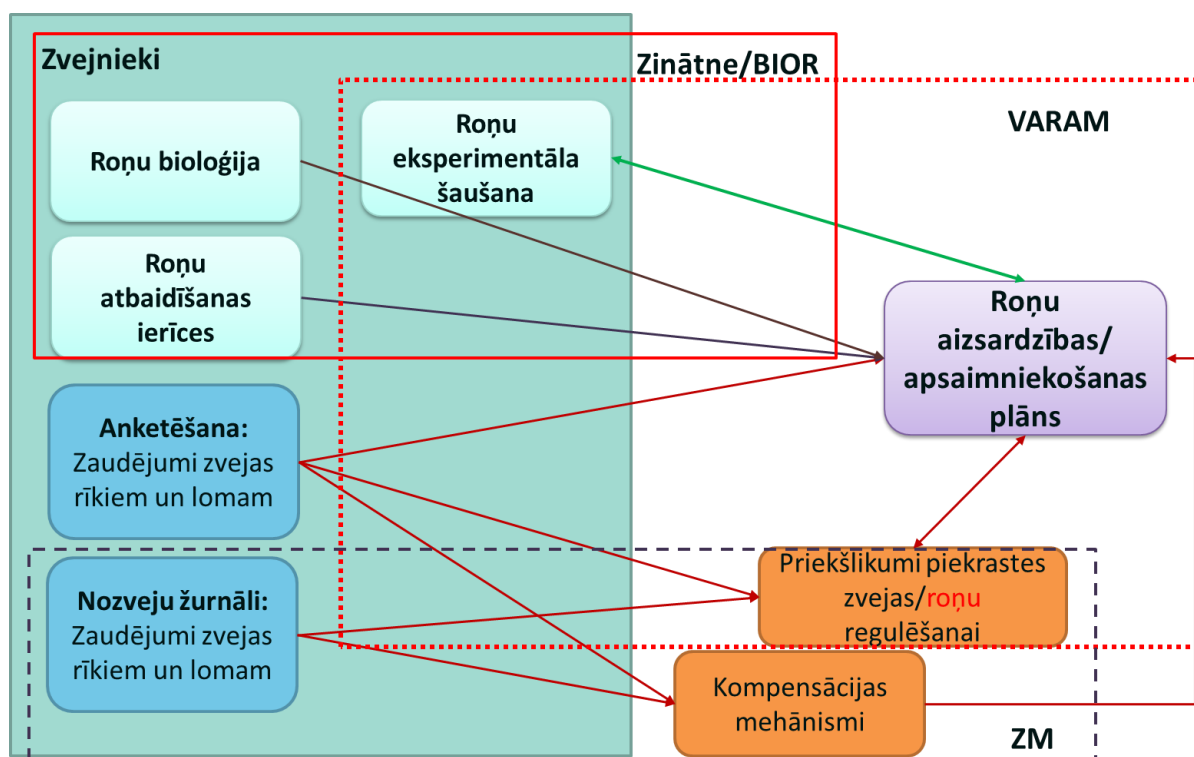 Zvejnieki
Zinātne/BIOR
VARAM
Roņu bioloģija
Roņu
eksperimentāla
šaušana
Roņu
atbaidīšanas
ierīces
Roņu
aizsardzības/
apsaimniekošanas
plāns
Anketēšana:
Zaudējumi zvejas
rīkiem un lomam
Nozveju žurnāli:
Zaudējumi zvejas
rīkiem un lomam
Priekšlikumi piekrastes
zvejas/roņu
regulēšanai
Kompensācijas
mehānismi
ZM